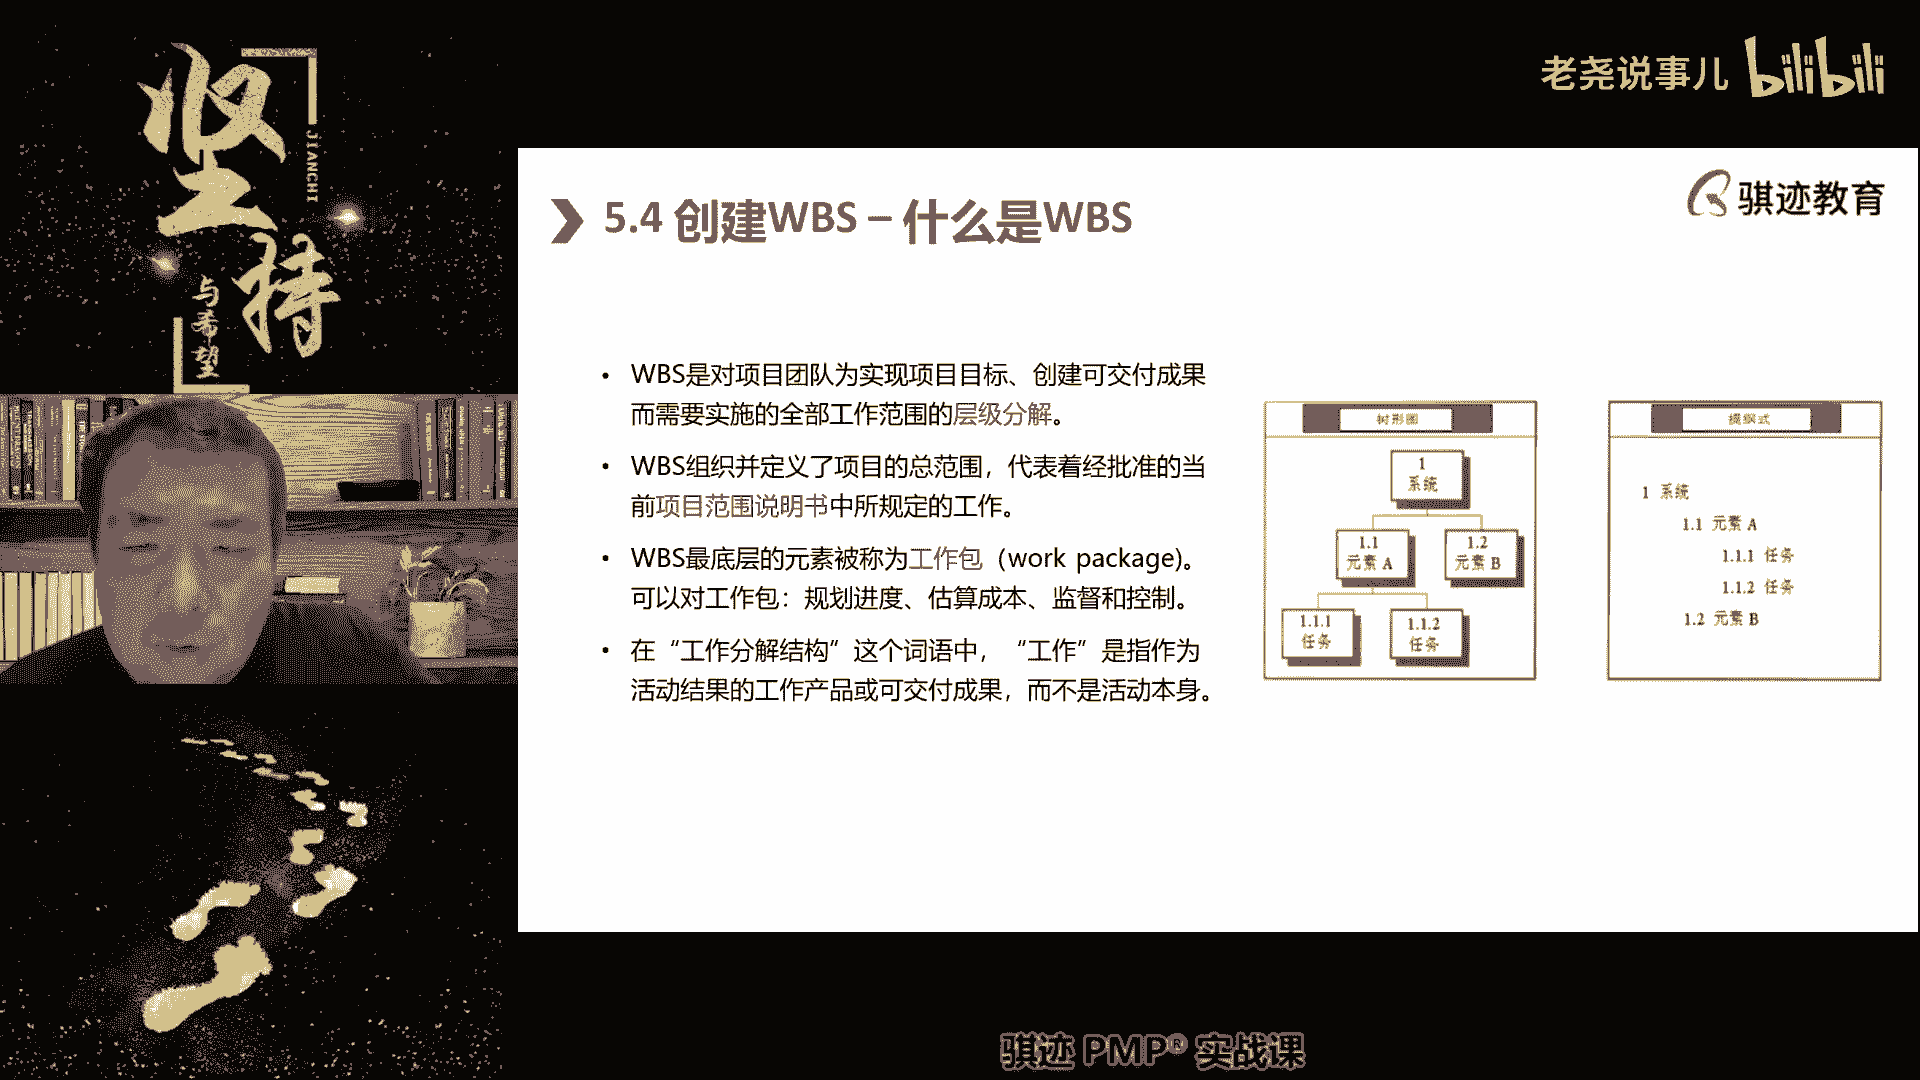 坚持
JIANCHI
与希望
老尧说事儿 bilibili
骐迹教育
5.4 创建WBS – 什么是WBS
• WBS是对项目团队为实现项目目标、创建可交付成果
而需要实施的全部工作范围的层级分解。
• WBS组织并定义了项目的总范围，代表着经批准的当
前项目范围说明书中所规定的工作。
• WBS最底层的元素被称为工作包（work package)。
可以对工作包：规划进度、估算成本、监督和控制。
• 在“工作分解结构”这个词语中，“工作”是指作为
活动结果的工作产品或可交付成果，而不是活动本身。
树形图
1
系统
1.1
元素 A
1.2
元素 B
1.1.1
任务
1.1.2
任务
提纲式
1 系统
1.1 元素 A
1.1.1 任务
1.1.2 任务
1.2 元素 B
骐迹 PMP® 实战课